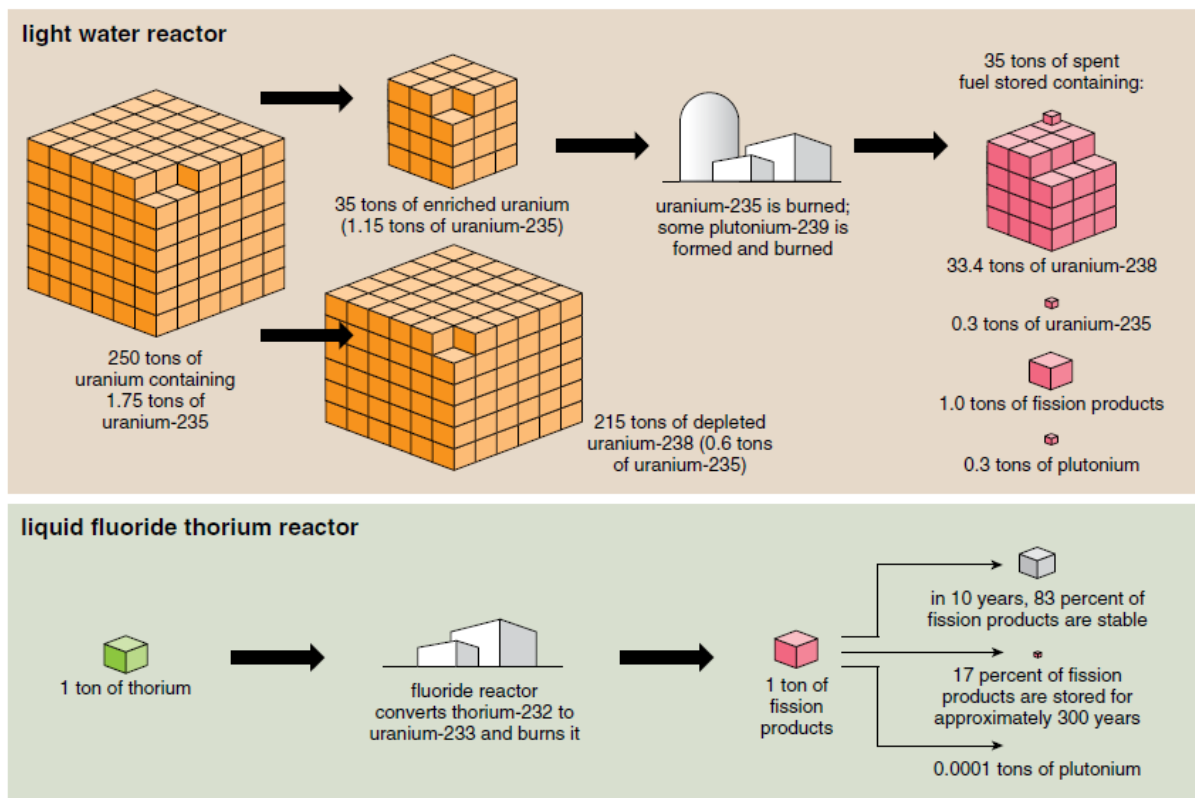 light water reactor
35 tons of enriched uranium
(1.15 tons of uranium-235)
250 tons of
uranium containing
1.75 tons of
uranium-235
215 tons of depleted
uranium-238 (0.6 tons
of uranium-235)
uranium-235 is burned;
some plutonium-239 is
formed and burned
35 tons of spent
fuel stored containing:
33.4 tons of uranium-238
0.3 tons of uranium-235
1.0 tons of fission products
0.3 tons of plutonium
liquid fluoride thorium reactor
1 ton of thorium
fluoride reactor
converts thorium-232 to
uranium-233 and burns it
1 ton of
fission
products
in 10 years, 83 percent of
fission products are stable
17 percent of fission
products are stored for
approximately 300 years
0.0001 tons of plutonium